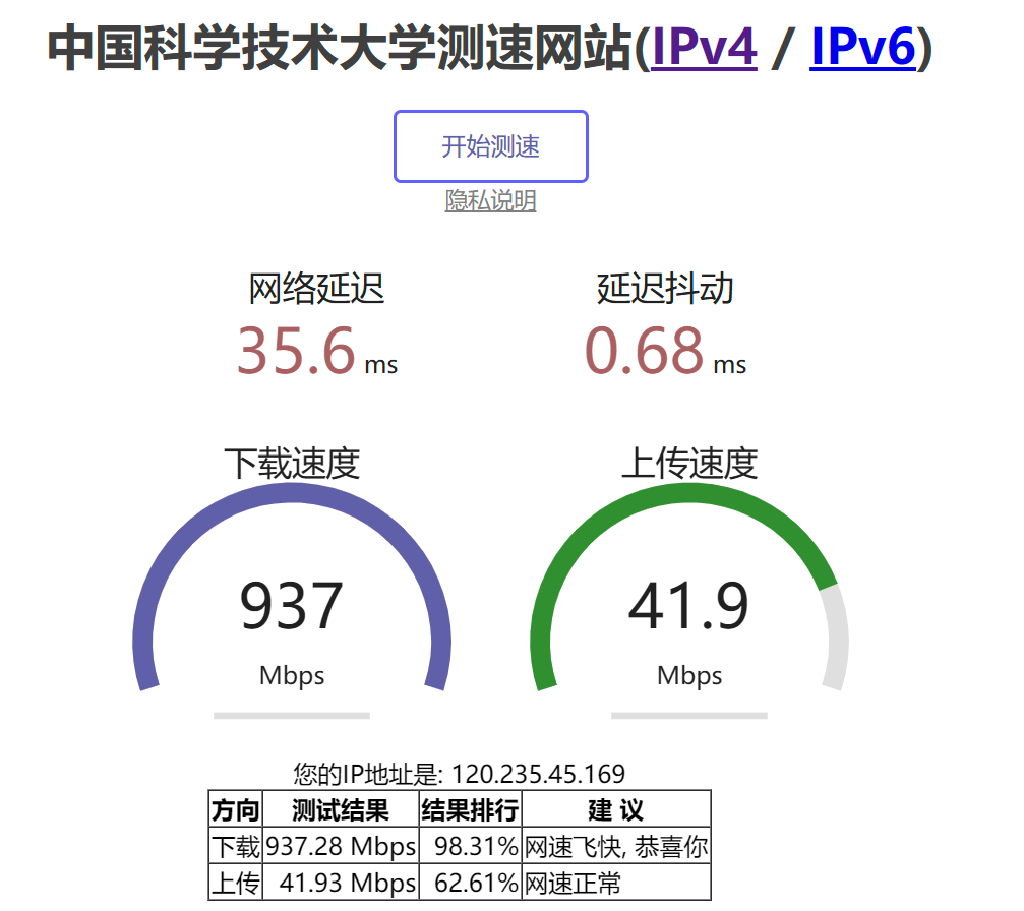 中国科学技术大学测速网站(IPv4 / IPv6)
开始测速
隐私说明
网络延迟 延迟抖动
35.6 ms 0.68 ms
下载速度 上传速度
937 41.9
Mbps Mbps
您的IP地址是: 120.235.45.169
方向 测试结果 结果排行 建 议
下载 937.28 Mbps 98.31% 网速飞快, 恭喜你
上传 41.93 Mbps 62.61% 网速正常